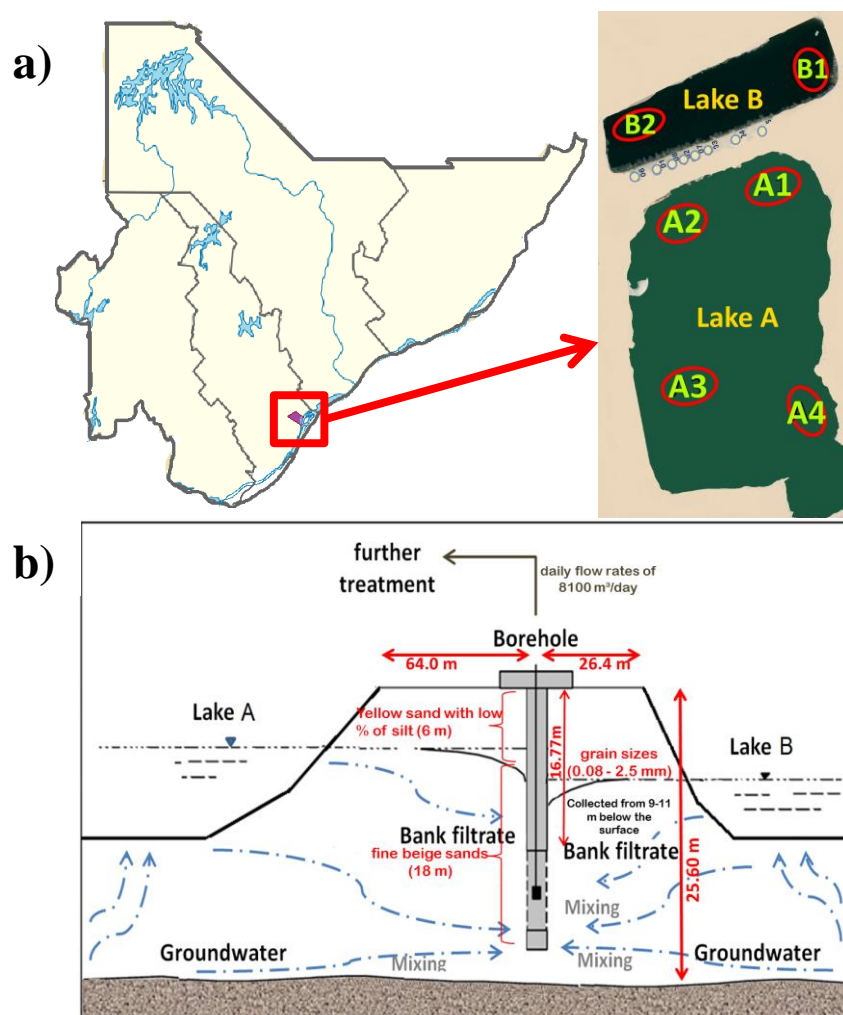 a)
Lake B
B1
B2
A1
A2
Lake A
A3
A4
b)
further
treatment
daily flow rates of
8100 m³/day
Borehole
64.0 m
26.4 m
Lake A
Yellow sand with low
% of silt (6 m)
16.77m
grain sizes
(0.08 - 2.5 mm)
Lake B
Collected from 9-11
m below the
surface
Bank filtrate
Bank filtrate
fine beige sands
(18 m)
25.60 m
Mixing
Groundwater
Mixing
Mixing
Groundwater